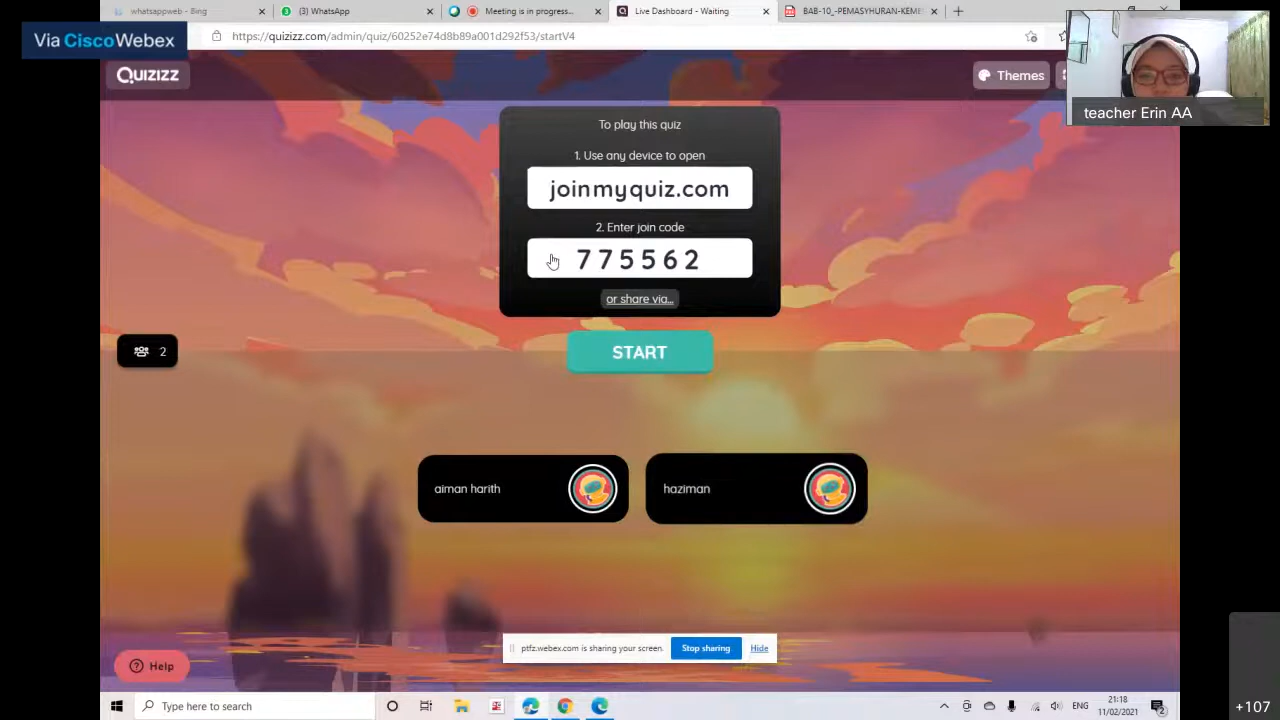 whatsappweb - Bing
(3) WhatsApp
Meeting is in progress...
Live Dashboard - Waiting
BAB-10_-PEMASYHURAN-KEME
Via CiscoWebex
https://quizizz.com/admin/quiz/60252e74d8b89a001d292f53/startV4
QUIZIZZ
Themes
teacher Erin AA
To play this quiz
1. Use any device to open
joinmyquiz.com
2. Enter join code
775562
or share via...
START
2
aiman harith
haziman
ptfz.webex.com is sharing your screen.
Stop sharing
Hide
Help
Type here to search
ENG
21:18
11/02/2021
2
+107